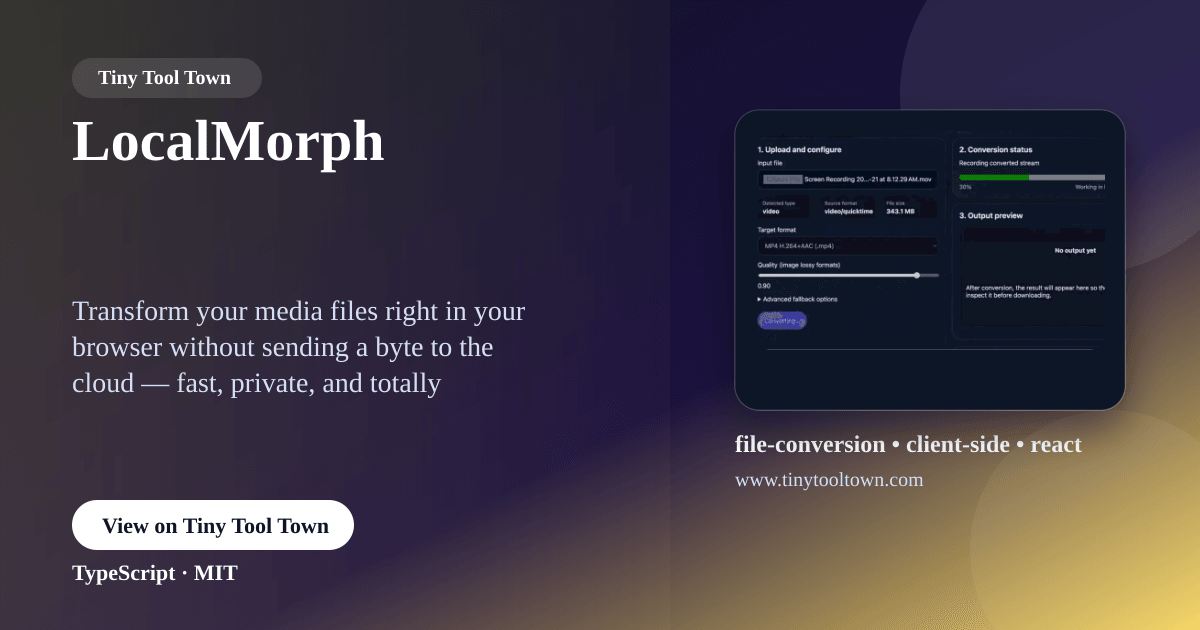 Tiny Tool Town
LocalMorph
Transform your media files right in your
browser without sending a byte to the
cloud — fast, private, and totally
View on Tiny Tool Town
TypeScript · MIT
1. Upload and configure
Input file
Screen Recording 20...-21 at 8.12.29 AM.mov
Detected type
video
Source format
video/quicktime
File size
343.1 MB
Target format
MP4 H.264+AAC (.mp4)
Quality (image lossy formats)
0.90
Advanced fallback options
Converting...
2. Conversion status
Recording converted stream
30%
Working in
3. Output preview
No output yet
After conversion, the result will appear here so
inspect it before downloading.
file-conversion • client-side • react
www.tinytooltown.com